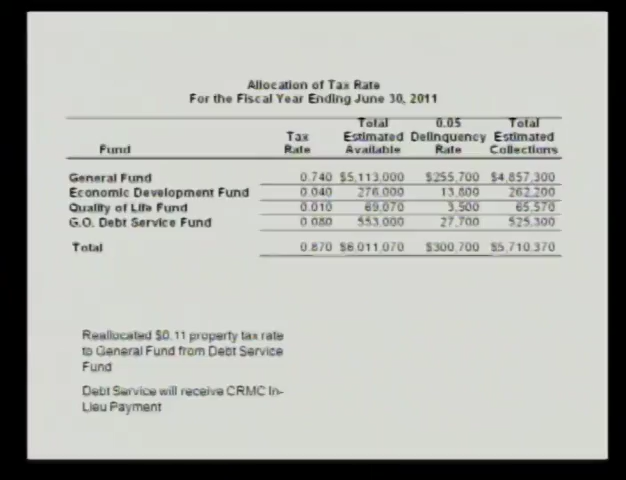 Allocation of Tax Rate
For the Fiscal Year Ending June 30, 2011
Total 0.05 Total
Tax Estimated Delinquency Estimated
Fund Rate Available Rate Collections
General Fund 0.740 $5,113,000 $255,700 $4,857,300
Economic Development Fund 0.040 276,000 13,800 262,200
Quality of Life Fund 0.010 69,070 3,500 65,570
G.O. Debt Service Fund 0.080 553,000 27,700 525,300
Total 0.870 $6,011,070 $300,700 $5,710,370
Reallocated $0.11 property tax rate
to General Fund from Debt Service
Fund
Debt Service will receive CRMC In-
Lieu Payment